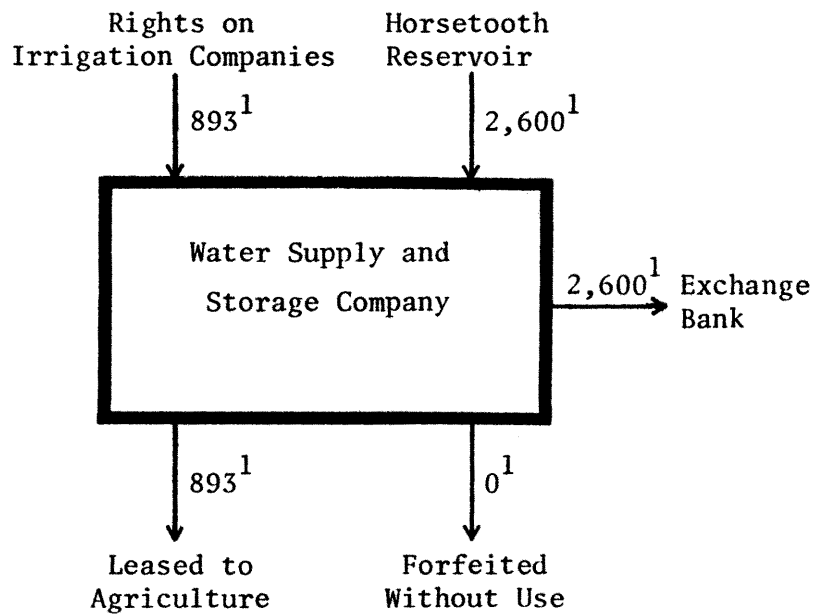 Rights on
Irrigation Companies
Horsetooth
Reservoir
893¹
2,600¹
Water Supply and
Storage Company
2,600¹
Exchange
Bank
893¹
0¹
Leased to
Agriculture
Forfeited
Without Use